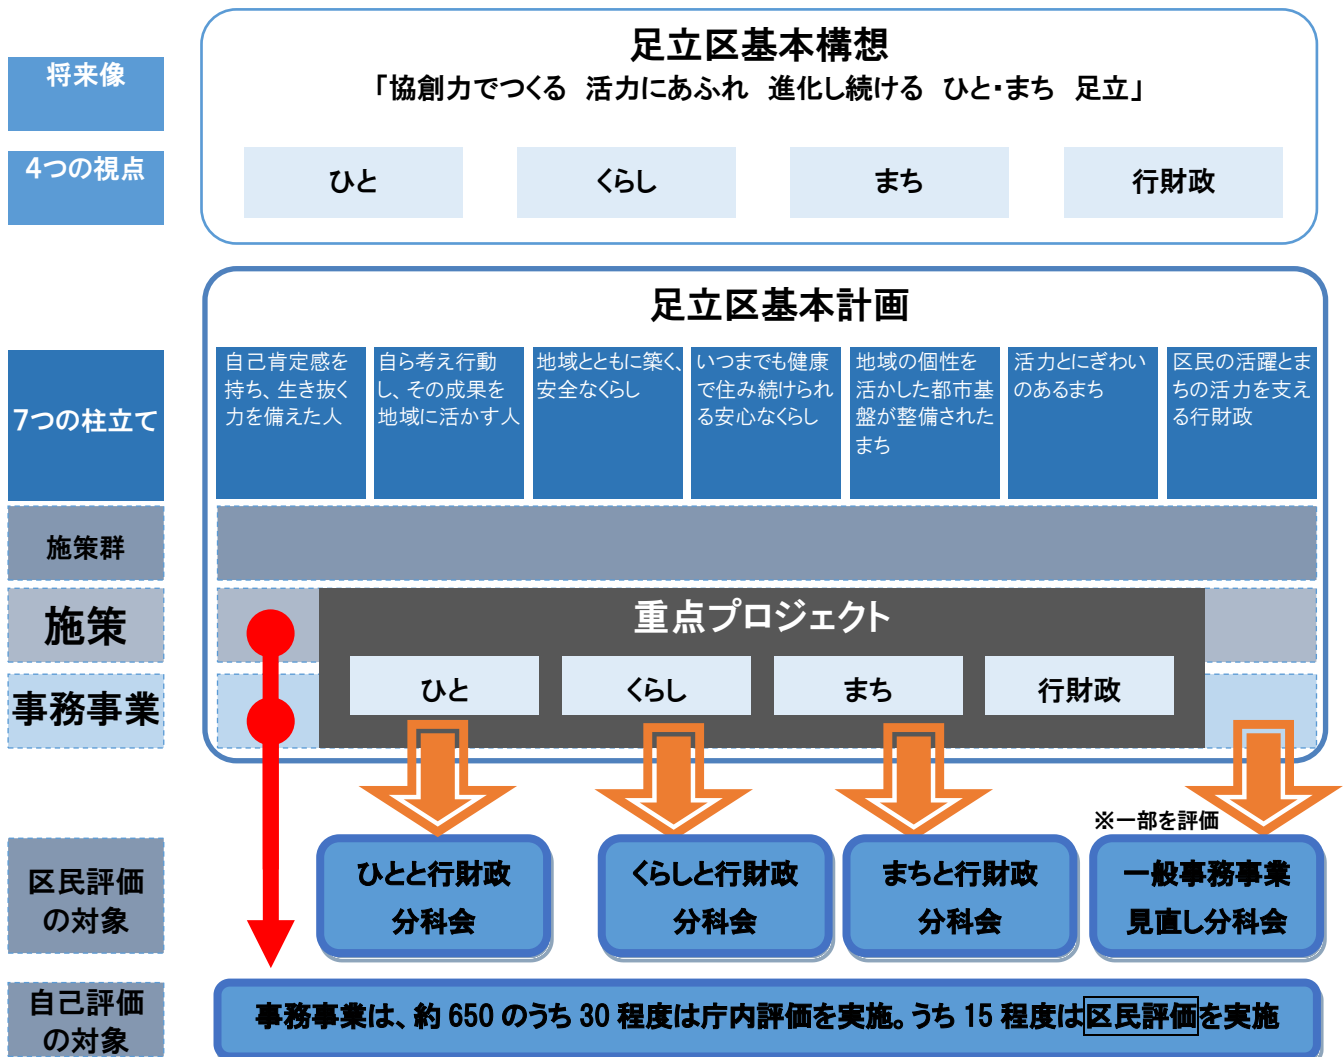 足立区基本構想
「協創力でつくる 活力にあふれ 進化し続ける ひと・まち 足立」
将来像
4つの視点
ひと
くらし
まち
行財政
足立区基本計画
7つの柱立て
自己肯定感を
持ち、生き抜く
力を備えた人
自ら考え行動
し、その成果を
地域に活かす人
地域とともに築く、
安全なくらし
いつまでも健康
で住み続けられ
る安心なくらし
地域の個性を
活かした都市基
盤が整備された
まち
活力とにぎわい
のあるまち
区民の活躍とま
ちの活力を支え
る行財政
施策群
施策
重点プロジェクト
事務事業
ひと
くらし
まち
行財政
※一部を評価
区民評価
の対象
ひとと行財政
分科会
くらしと行財政
分科会
まちと行財政
分科会
一般事務事業
見直し分科会
自己評価
の対象
事務事業は、約 650 のうち 30 程度は庁内評価を実施。うち 15 程度は区民評価を実施